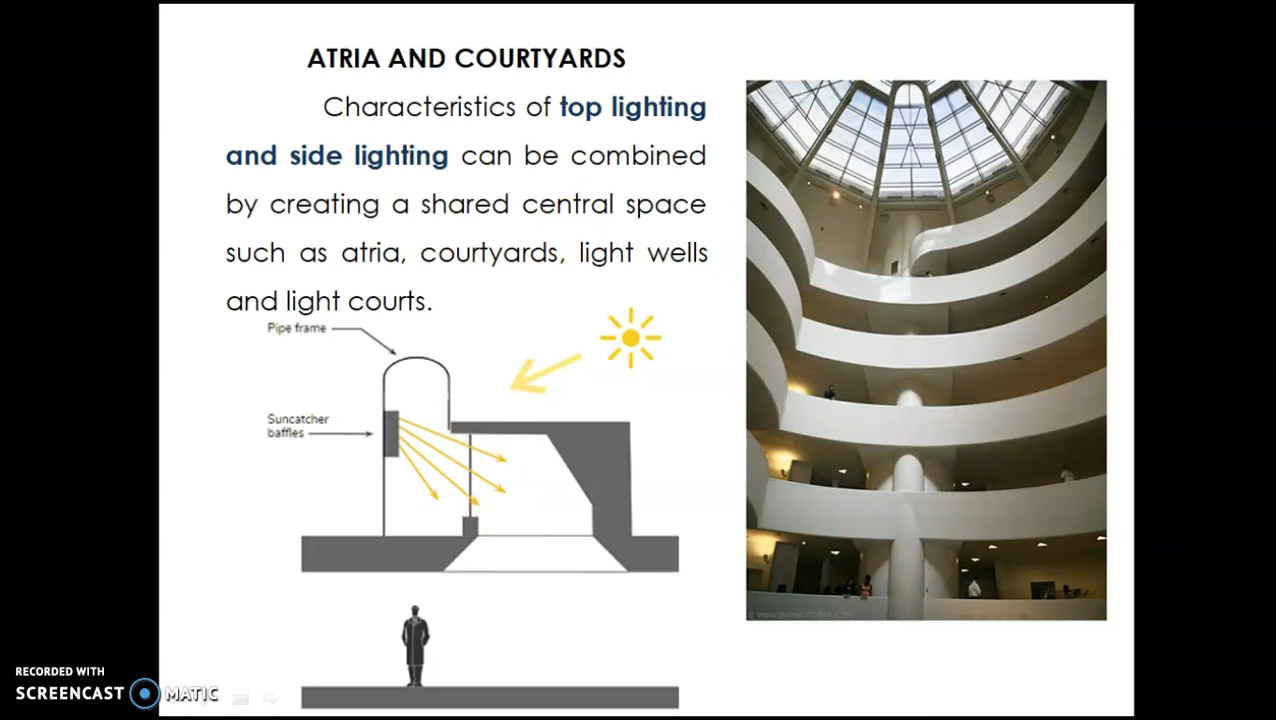 ATRIA AND COURTYARDS
Characteristics of top lighting
and side lighting can be combined
by creating a shared central space
such as atria, courtyards, light wells
and light courts.
Pipe frame
Suncatcher
baffles
RECORDED WITH
SCREENCAST MATIC